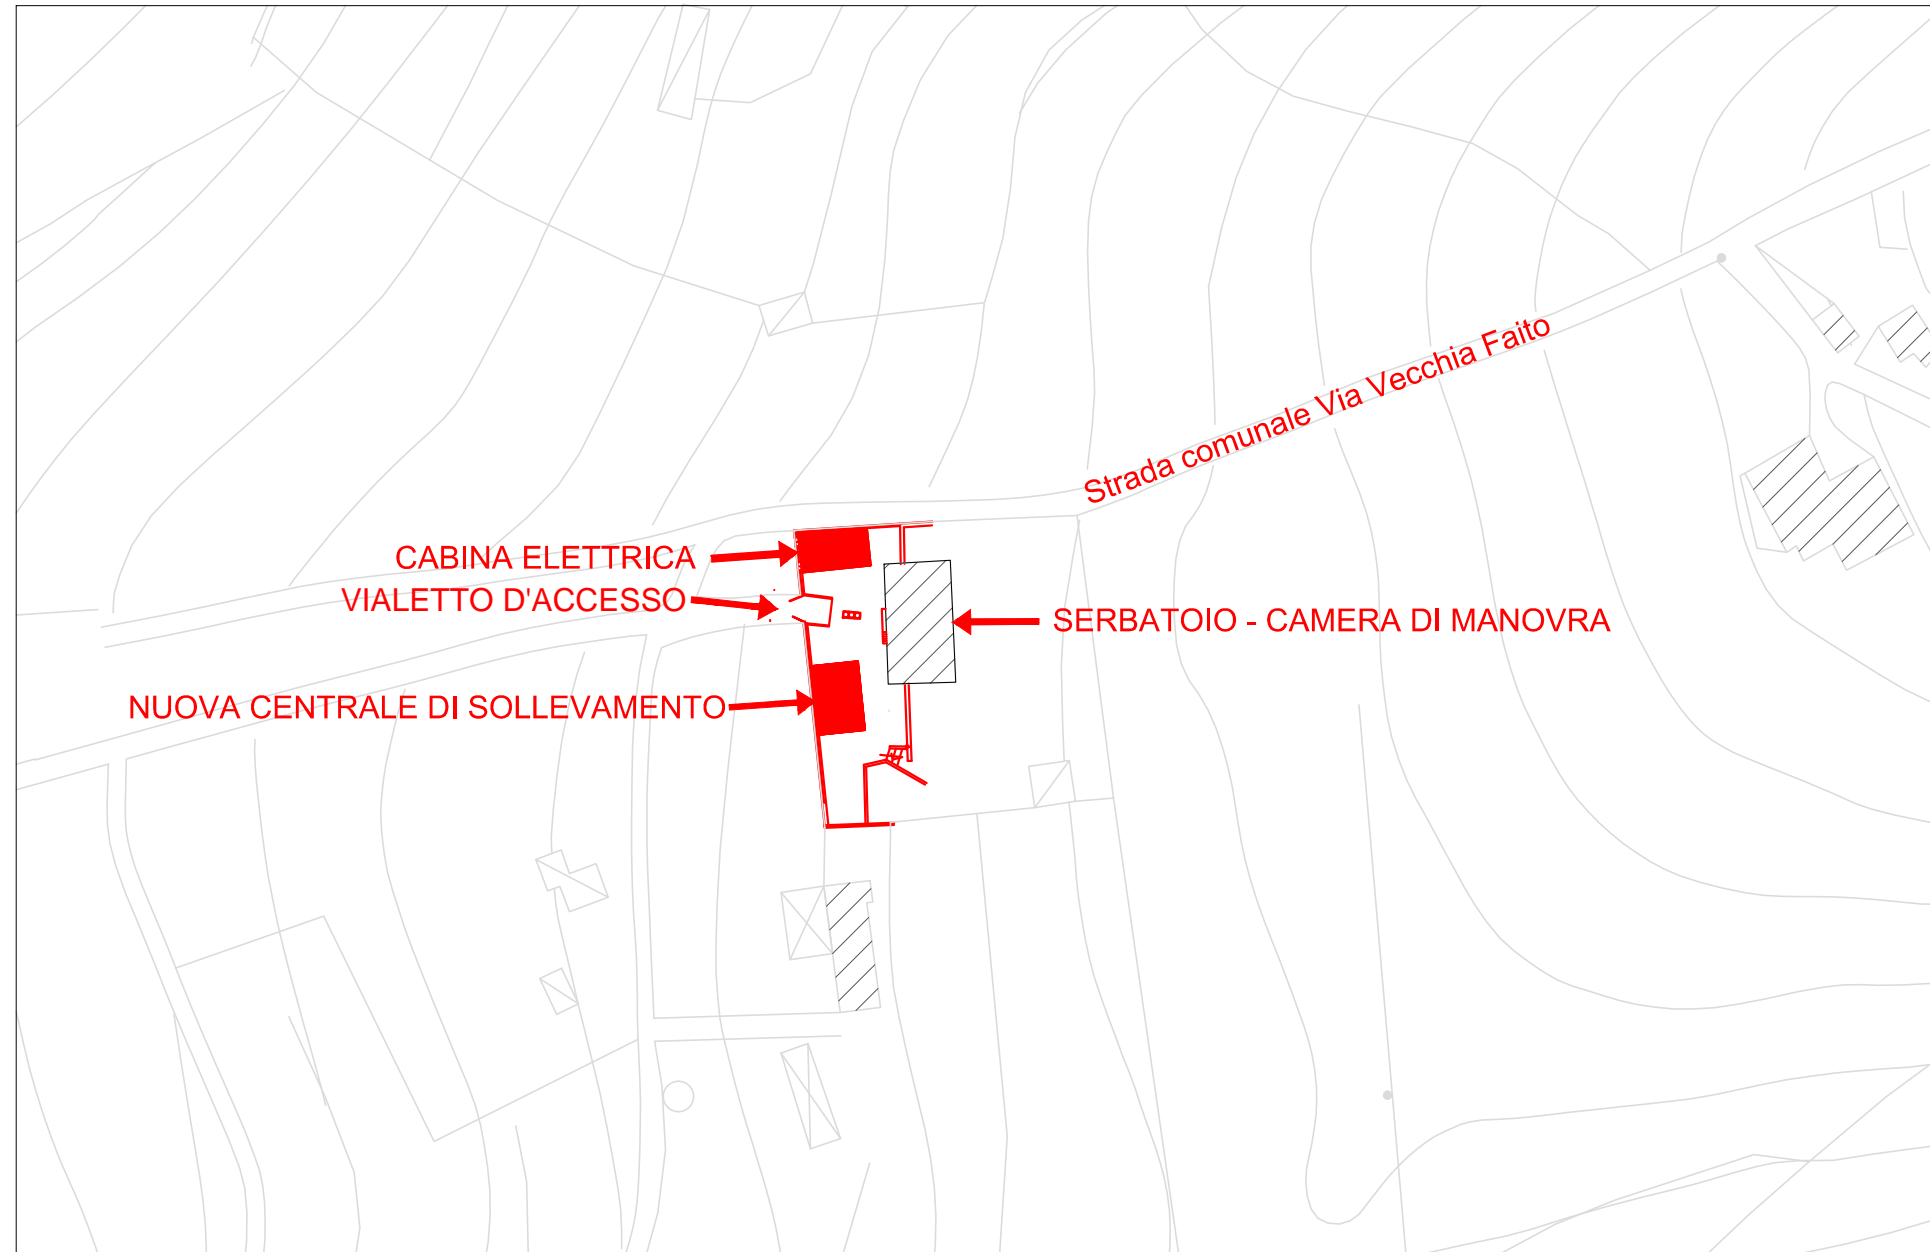 Strada comunale Via Vecchia Faito
CABINA ELETTRICA
VIALETTO D'ACCESSO
SERBATOIO - CAMERA DI MANOVRA
NUOVA CENTRALE DI SOLLEVAMENTO